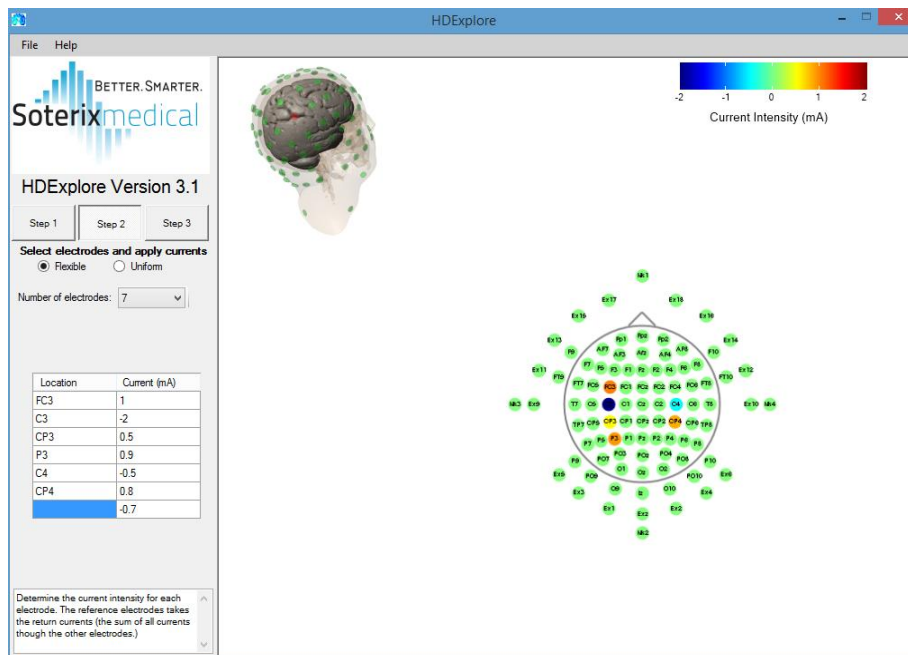 HDExplore
File Help
BETTER. SMARTER.
Soterixmedical
HDExplore Version 3.1
Step 1 Step 2 Step 3
Select electrodes and apply currents
Flexible Uniform
Number of electrodes: 7
Location Current (mA)
FC3 1
C3 -2
CP3 0.5
P3 0.9
C4 -0.5
CP4 0.8
-0.7
Determine the current intensity for each
electrode. The reference electrodes takes
the return currents (the sum of all currents
though the other electrodes.)
-2 -1 0 1 2
Current Intensity (mA)
Nk1
Ex17 Ex18
Ex15 Ex16
Fp1 Fpz Fp2
Ex13 Ex14
F9 AF7 AF3 AFz AF4 AF8 F10
Ex11 F7 F5 F3 F1 Fz F2 F4 F6 F8 Ex12
FT9 FT10
FT7 FC5 FC3 FC1 FCz FC2 FC4 FC6 FT8
Nk3 Ex9 T7 C5 C1 Cz C2 C4 C6 T8 Ex10 Nk4
TP7 CP5 CP3 CP1 CPz CP2 CP4 CP6 TP8
P7 P5 P3 P1 Pz P2 P4 P6 P8
P9 PO7 PO3 POz PO4 PO8 P10
Ex5 PO9 O1 Oz O2 PO10 Ex6
Ex3 O9 Iz O10 Ex4
Ex1 Exz Ex2
Nk2